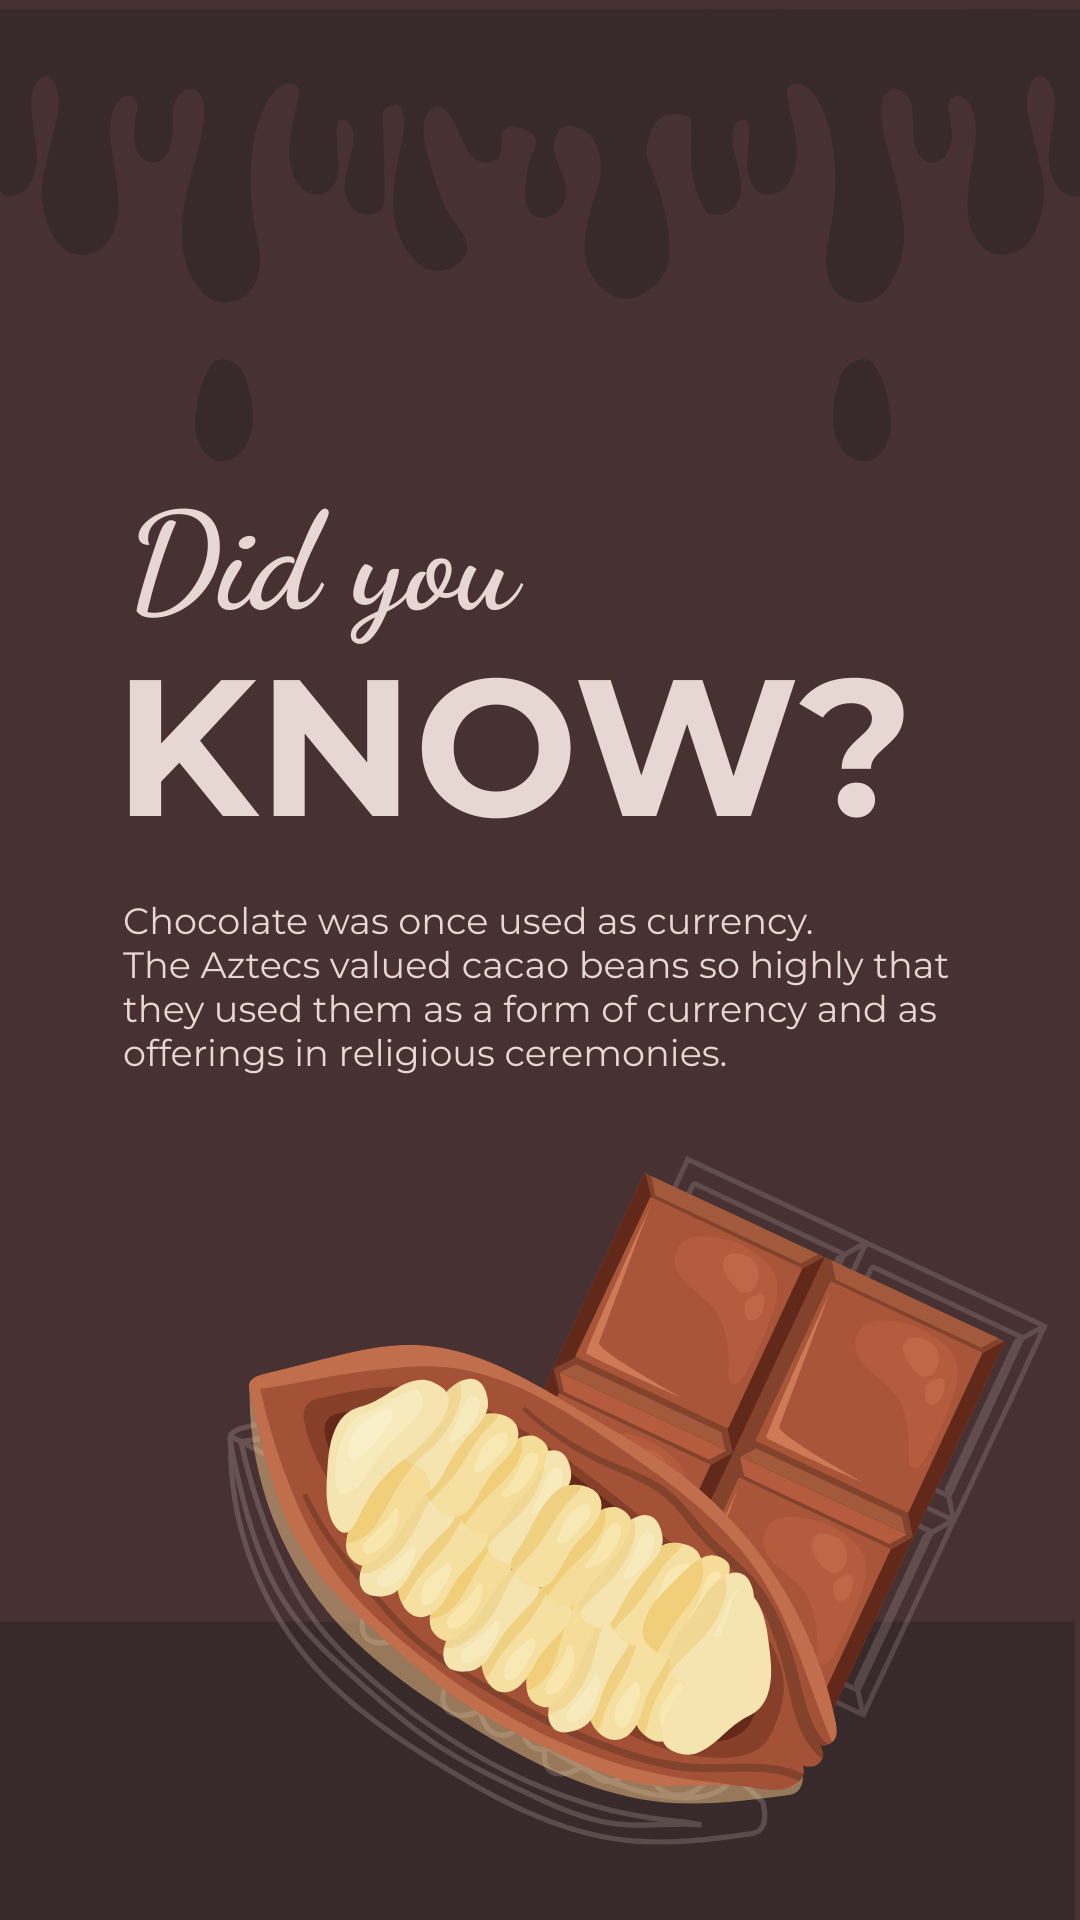 Did you
KNOW?
Chocolate was once used as currency.
The Aztecs valued cacao beans so highly that
they used them as a form of currency and as
offerings in religious ceremonies.